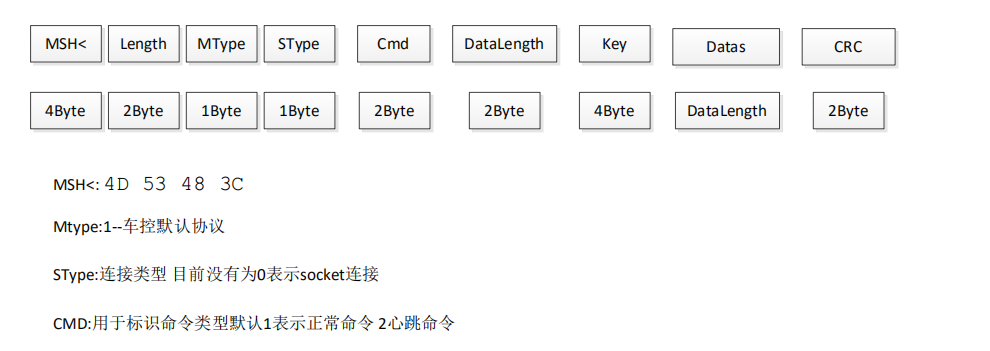 MSH< Length MType SType Cmd DataLength Key Datas CRC
4Byte 2Byte 1Byte 1Byte 2Byte 2Byte 4Byte DataLength 2Byte
MSH<: 4D 53 48 3C
Mtype:1--车控默认协议
SType:连接类型 目前没有为0表示socket连接
CMD:用于标识命令类型默认1表示正常命令 2心跳命令